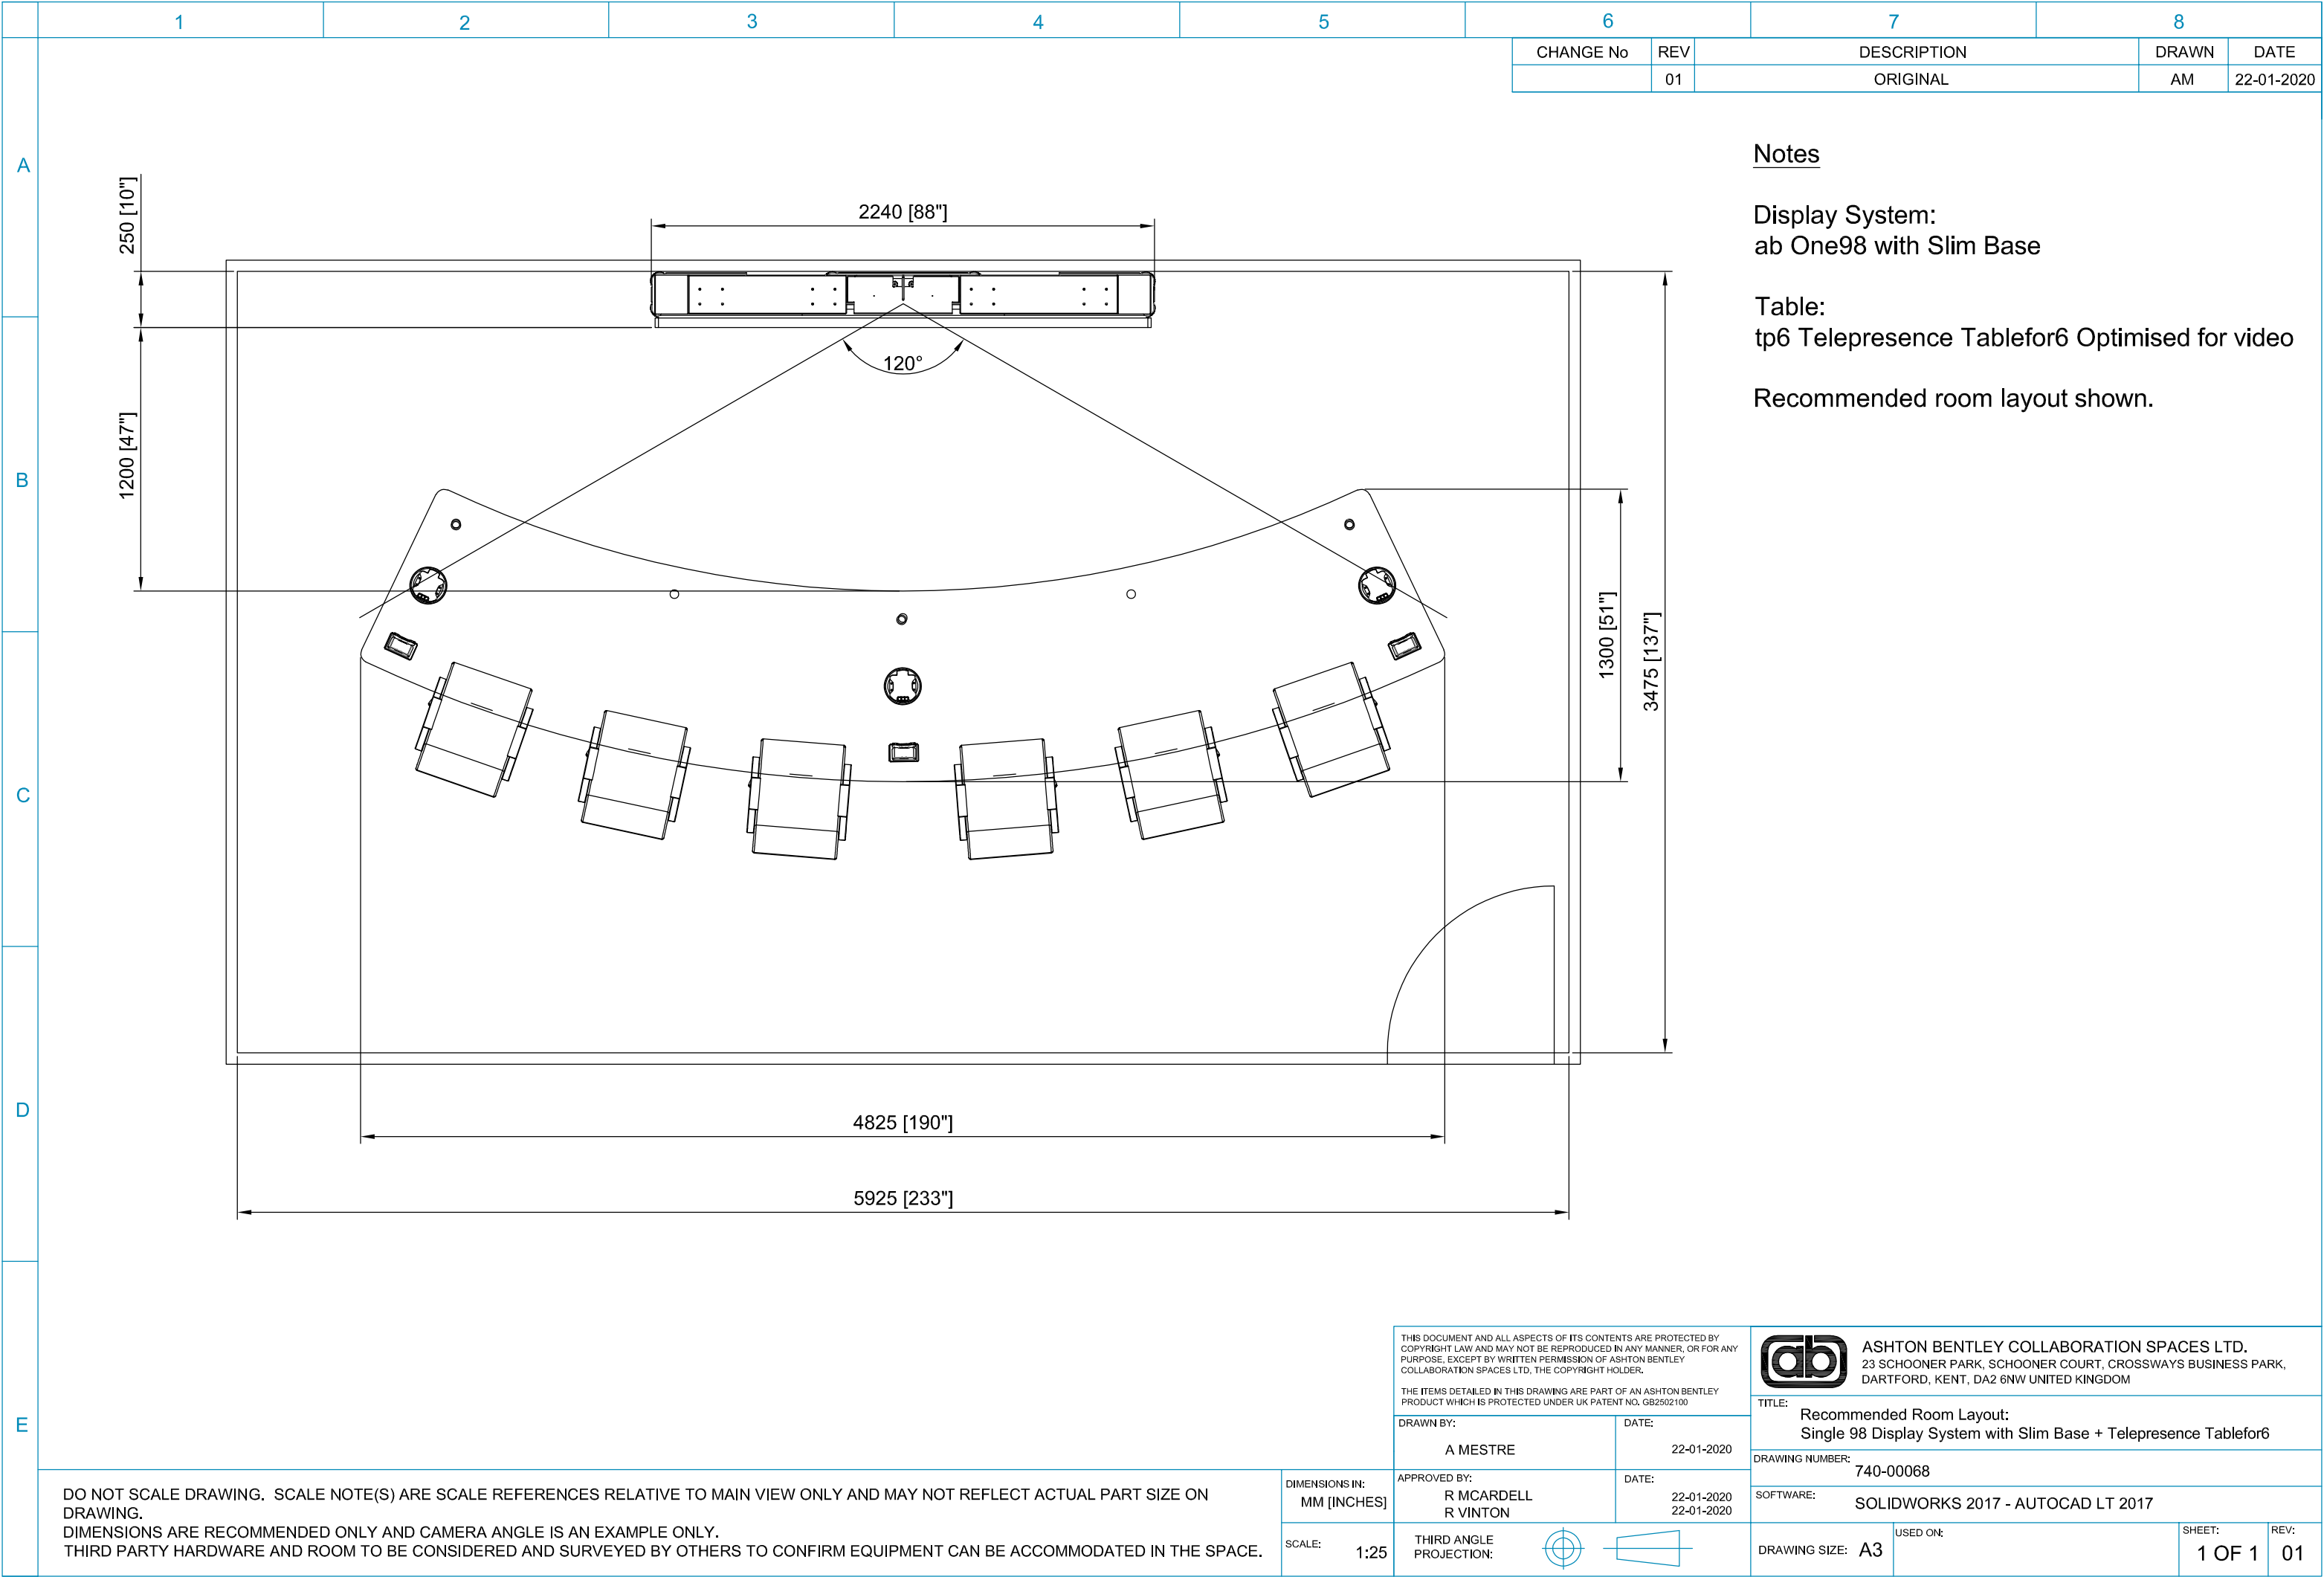 1 2 3 4 5 6 7 8
CHANGE No REV DESCRIPTION DRAWN DATE
01 ORIGINAL AM 22-01-2020
A
B
C
D
E
Notes
Display System:
ab One98 with Slim Base
Table:
tp6 Telepresence Tablefor6 Optimised for video
Recommended room layout shown.
250 [10"]
2240 [88"]
120°
1200 [47"]
1300 [51"]
3475 [137"]
4825 [190"]
5925 [233"]
DO NOT SCALE DRAWING. SCALE NOTE(S) ARE SCALE REFERENCES RELATIVE TO MAIN VIEW ONLY AND MAY NOT REFLECT ACTUAL PART SIZE ON
DRAWING.
DIMENSIONS ARE RECOMMENDED ONLY AND CAMERA ANGLE IS AN EXAMPLE ONLY.
THIRD PARTY HARDWARE AND ROOM TO BE CONSIDERED AND SURVEYED BY OTHERS TO CONFIRM EQUIPMENT CAN BE ACCOMMODATED IN THE SPACE.
DIMENSIONS IN:
MM [INCHES]
SCALE:
1:25
THIS DOCUMENT AND ALL ASPECTS OF ITS CONTENTS ARE PROTECTED BY
COPYRIGHT LAW AND MAY NOT BE REPRODUCED IN ANY MANNER, OR FOR ANY
PURPOSE, EXCEPT BY WRITTEN PERMISSION OF ASHTON BENTLEY
COLLABORATION SPACES LTD, THE COPYRIGHT HOLDER.
THE ITEMS DETAILED IN THIS DRAWING ARE PART OF AN ASHTON BENTLEY
PRODUCT WHICH IS PROTECTED UNDER UK PATENT NO. GB2502100
DRAWN BY: DATE:
A MESTRE 22-01-2020
APPROVED BY: DATE:
R MCARDELL 22-01-2020
R VINTON 22-01-2020
THIRD ANGLE
PROJECTION:
ab
ASHTON BENTLEY COLLABORATION SPACES LTD.
23 SCHOONER PARK, SCHOONER COURT, CROSSWAYS BUSINESS PARK,
DARTFORD, KENT, DA2 6NW UNITED KINGDOM
TITLE:
Recommended Room Layout:
Single 98 Display System with Slim Base + Telepresence Tablefor6
DRAWING NUMBER:
740-00068
SOFTWARE:
SOLIDWORKS 2017 - AUTOCAD LT 2017
DRAWING SIZE: A3
USED ON:
SHEET:
1 OF 1
REV:
01